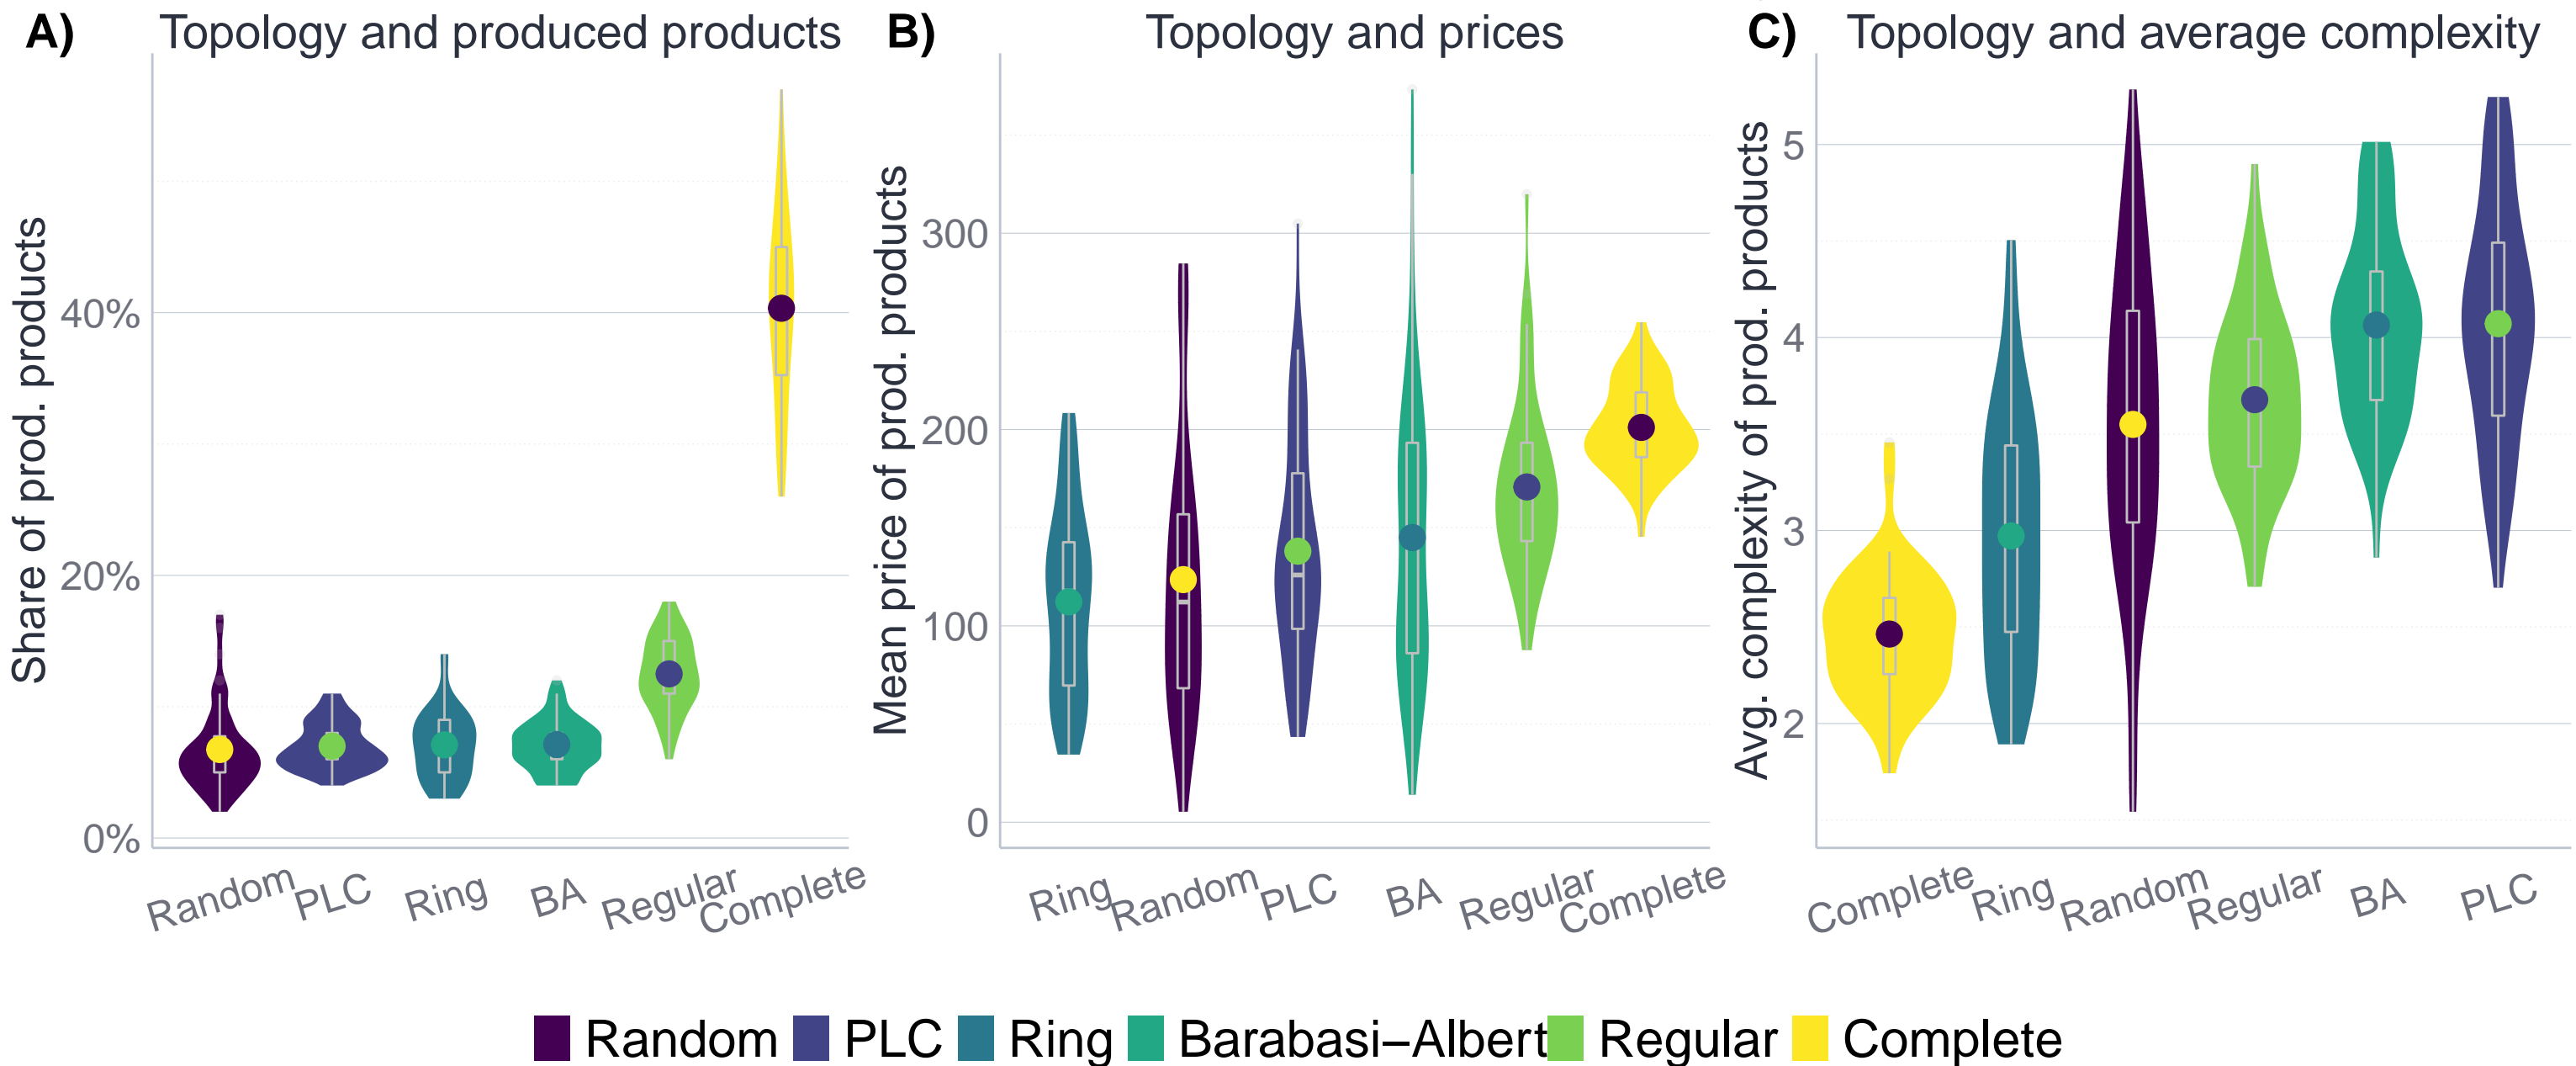 A) Topology and produced products
Share of prod. products
40%
20%
0%
Random PLC Ring BA Regular Complete
B) Topology and prices
Mean price of prod. products
300
200
100
0
Ring Random PLC BA Regular Complete
C) Topology and average complexity
Avg. complexity of prod. products
5
4
3
2
Complete Ring Random Regular BA PLC
Random PLC Ring Barabasi−Albert Regular Complete